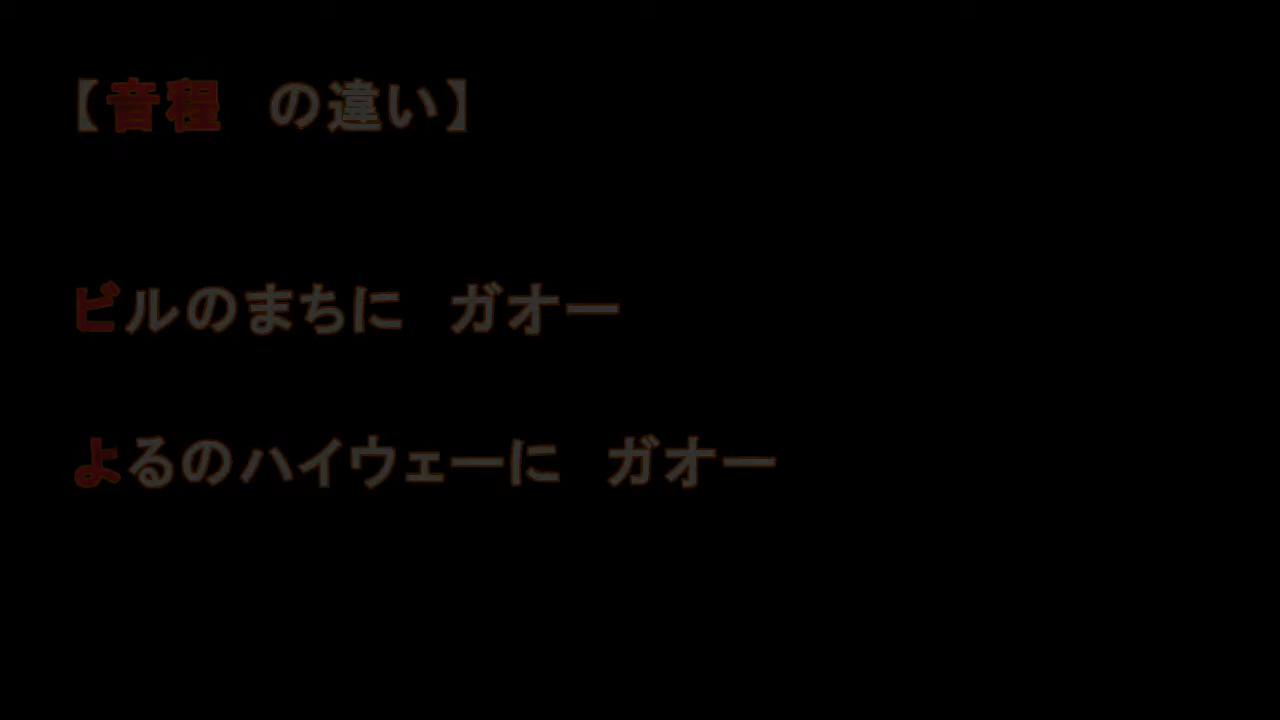 【音程　の違い】
ビルのまちに　ガオー
よるのハイウェーに　ガオー